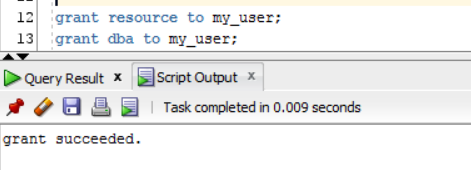 12 grant resource to my_user;
13 grant dba to my_user;
Query Result x Script Output x
Task completed in 0.009 seconds
grant succeeded.